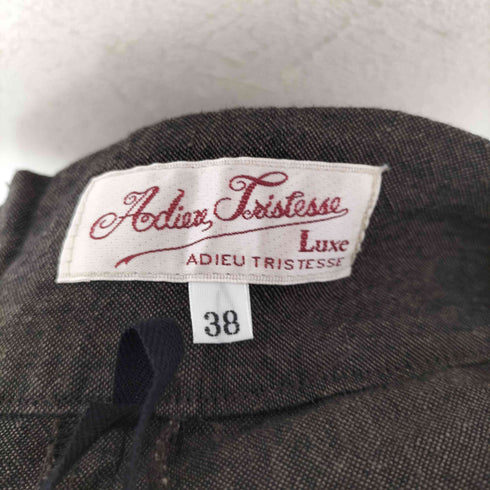 Adieu, Tristesse
Luxe
ADIEU TRISTESSE
38